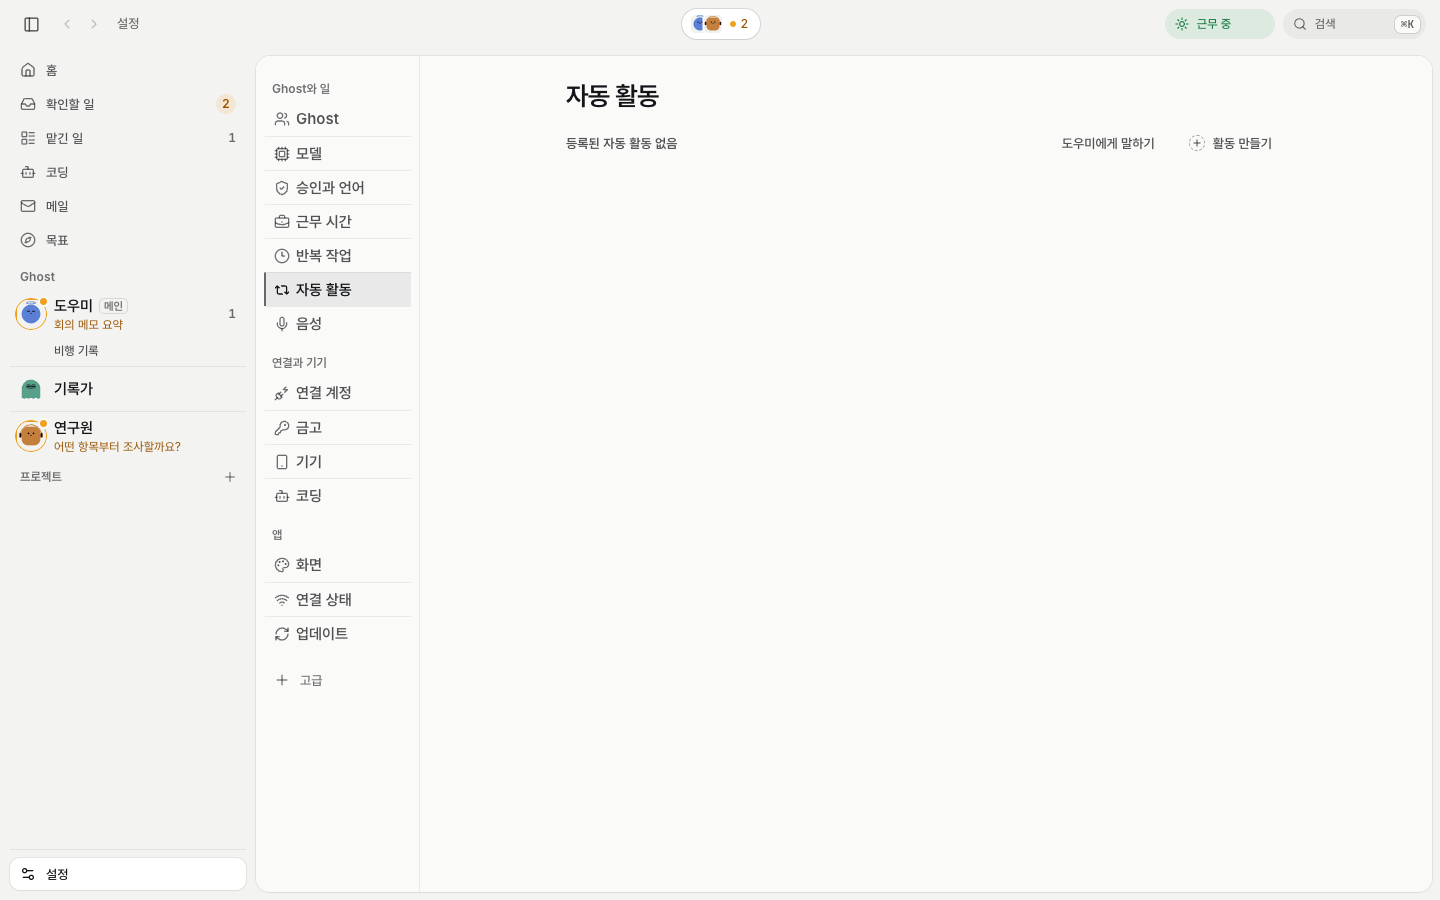 설정
2
근무 중
검색
⌘K
홈
확인할 일
2
맡긴 일
1
코딩
메일
목표
Ghost
도우미
메인
회의 메모 요약
1
비행 기록
기록가
연구원
어떤 항목부터 조사할까요?
프로젝트
설정
Ghost와 일
Ghost
모델
승인과 언어
근무 시간
반복 작업
자동 활동
음성
연결과 기기
연결 계정
금고
기기
코딩
앱
화면
연결 상태
업데이트
고급
자동 활동
등록된 자동 활동 없음
도우미에게 말하기
활동 만들기